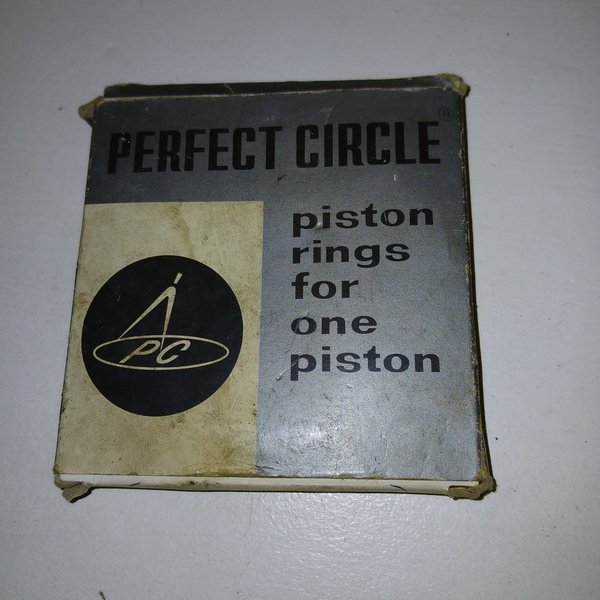 PERFECT CIRCLE®
piston
rings
for
one
piston
PC